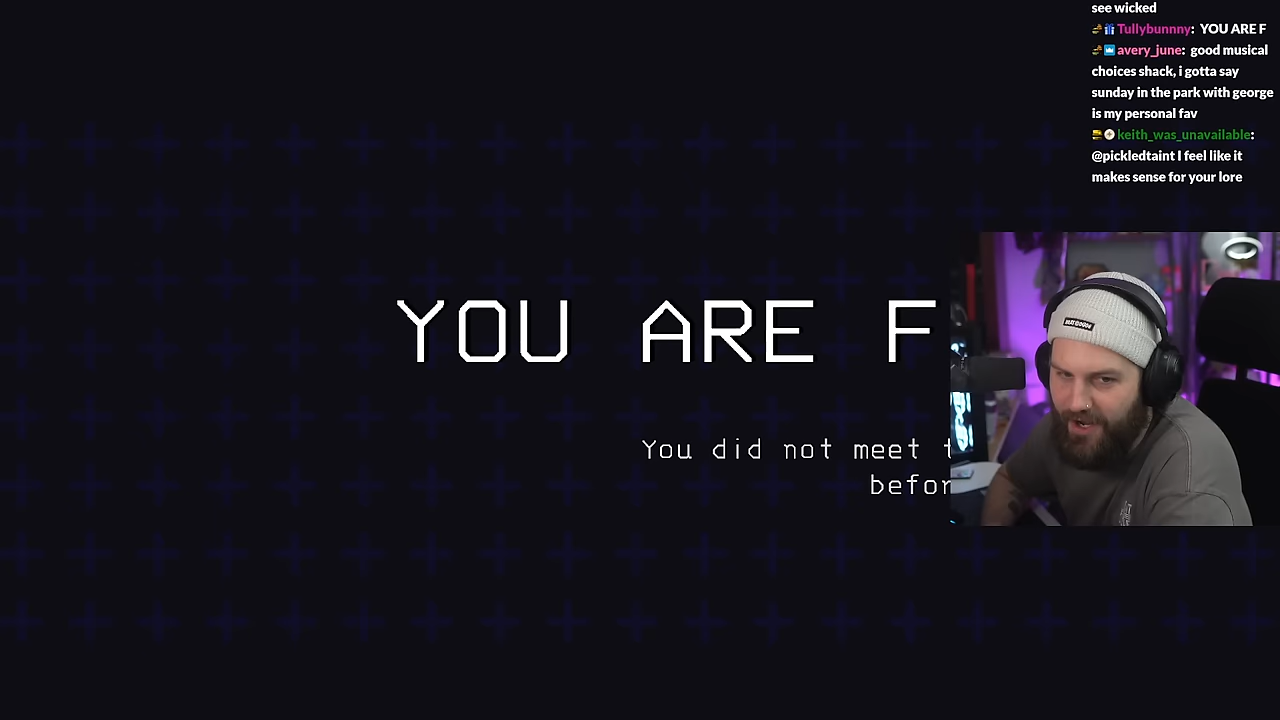 see wicked
Tullybunnny: YOU ARE F
avery_june: good musical
choices shack, i gotta say
sunday in the park with george
is my personal fav
keith_was_unavailable:
@pickledtaint I feel like it
makes sense for your lore
YOU ARE F
You did not meet t
befor